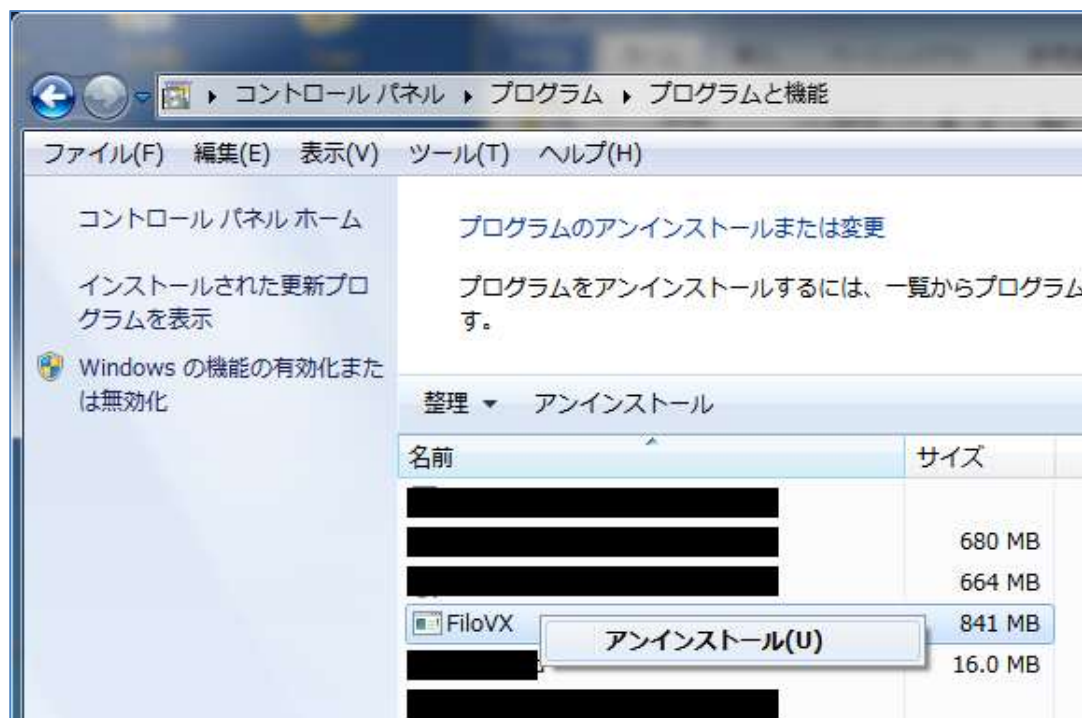 コントロール パネル ▸ プログラム ▸ プログラムと機能
ファイル(F) 編集(E) 表示(V) ツール(T) ヘルプ(H)
コントロール パネル ホーム
インストールされた更新プロ
グラムを表示
Windows の機能の有効化また
は無効化
プログラムのアンインストールまたは変更
プログラムをアンインストールするには、一覧からプログラム
す。
整理 アンインストール
名前 サイズ
680 MB
664 MB
FiloVX アンインストール(U) 841 MB
16.0 MB